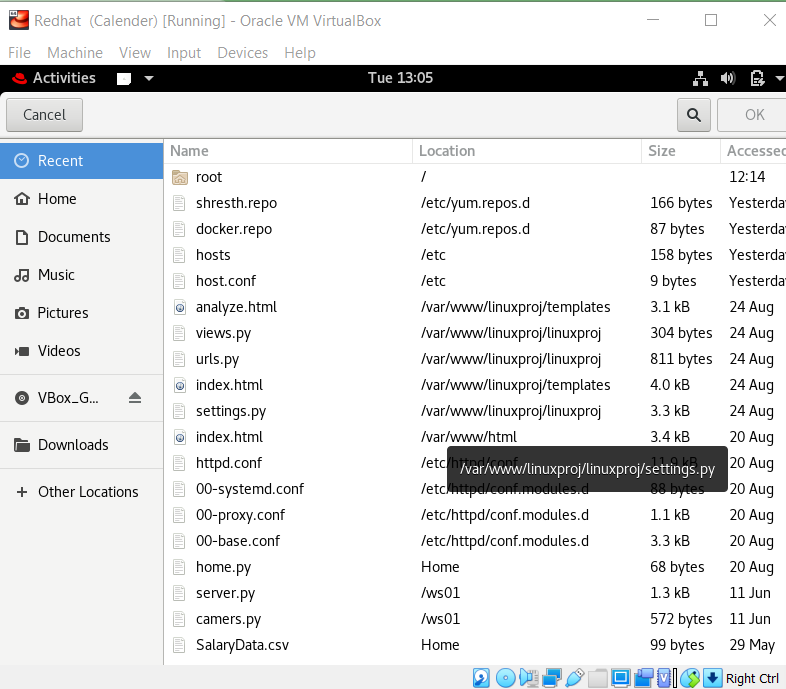 Redhat (Calender) [Running] - Oracle VM VirtualBox
File Machine View Input Devices Help
Activities Tue 13:05
Cancel OK
Name Location Size Accessed
Recent
Home
Documents
Music
Pictures
Videos
VBox_G...
Downloads
+ Other Locations
root / 12:14
shresth.repo /etc/yum.repos.d 166 bytes Yesterday
docker.repo /etc/yum.repos.d 87 bytes Yesterday
hosts /etc 158 bytes Yesterday
host.conf /etc 9 bytes Yesterday
analyze.html /var/www/linuxproj/templates 3.1 kB 24 Aug
views.py /var/www/linuxproj/linuxproj 304 bytes 24 Aug
urls.py /var/www/linuxproj/linuxproj 811 bytes 24 Aug
index.html /var/www/linuxproj/templates 4.0 kB 24 Aug
settings.py /var/www/linuxproj/linuxproj 3.3 kB 24 Aug
index.html /var/www/html 3.4 kB 20 Aug
httpd.conf /etc/httpd/conf 11.9 kB 20 Aug
/var/www/linuxproj/linuxproj/settings.py
00-systemd.conf /etc/httpd/conf.modules.d 88 bytes 20 Aug
00-proxy.conf /etc/httpd/conf.modules.d 1.1 kB 20 Aug
00-base.conf /etc/httpd/conf.modules.d 3.3 kB 20 Aug
home.py Home 68 bytes 20 Aug
server.py /ws01 1.3 kB 11 Jun
camers.py /ws01 572 bytes 11 Jun
SalaryData.csv Home 99 bytes 29 May
Right Ctrl